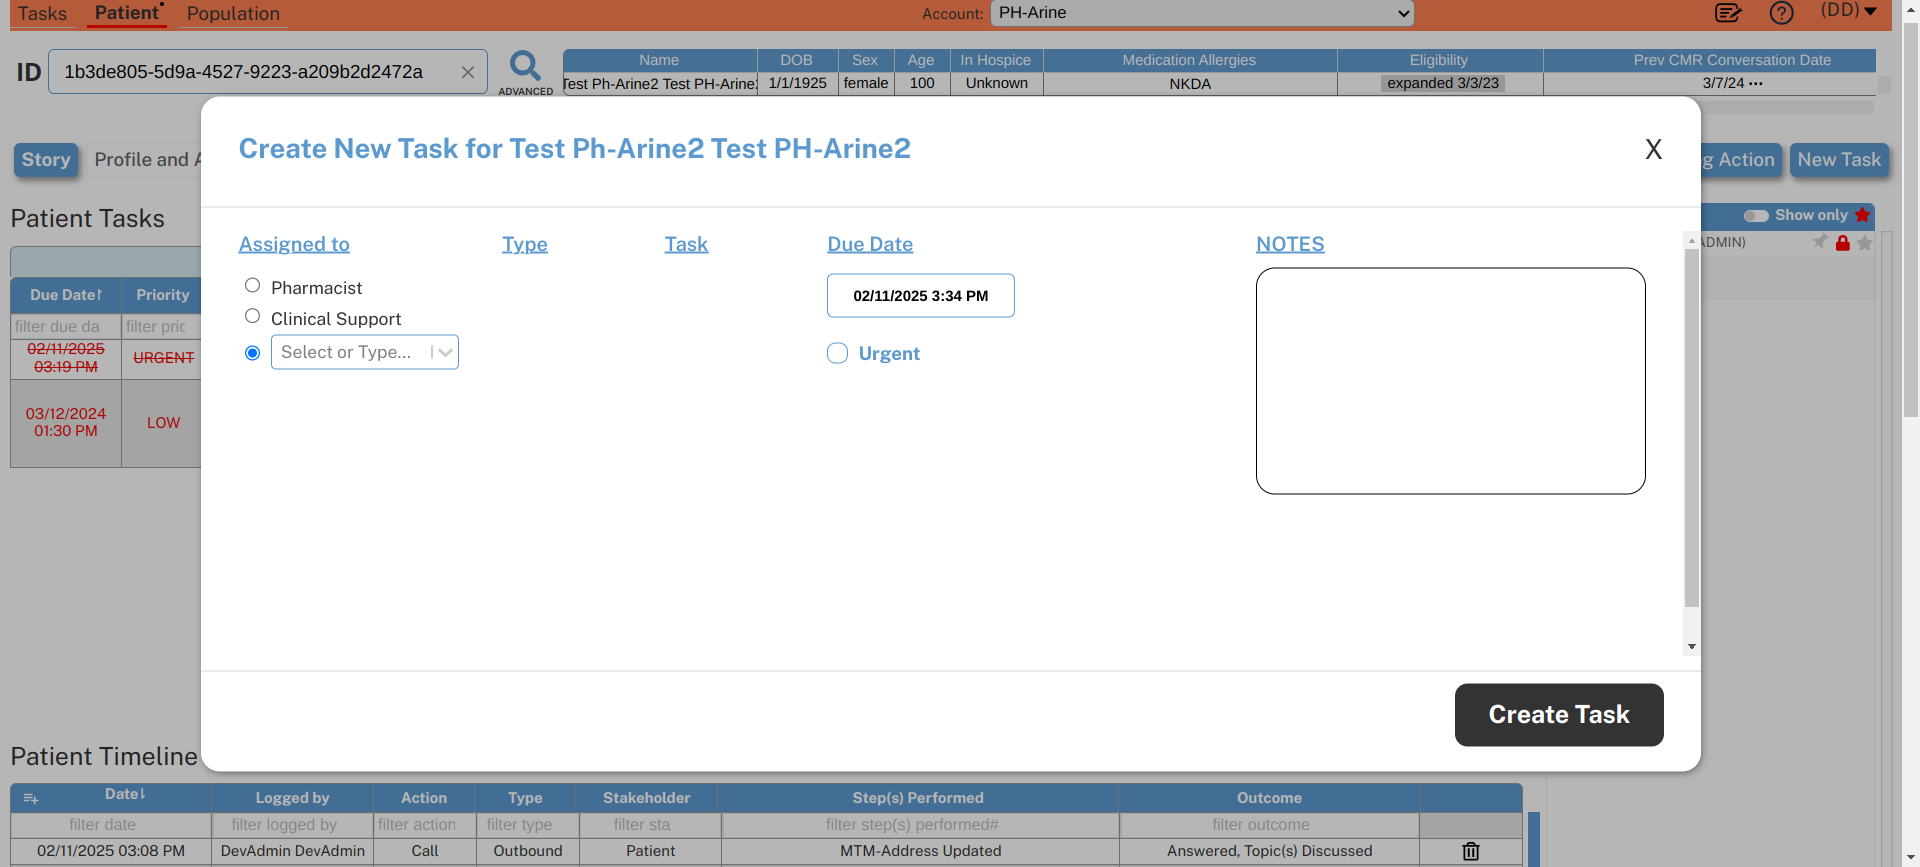 Tasks Patient Population Account: PH-Arine (DD)
ID 1b3de805-5d9a-4527-9223-a209b2d2472a ADVANCED
Name DOB Sex Age In Hospice Medication Allergies Eligibility Prev CMR Conversation Date
Test Ph-Arine2 Test PH-Arine 1/1/1925 female 100 Unknown NKDA expanded 3/3/23 3/7/24 •••
Story Profile and A g Action New Task
Create New Task for Test Ph-Arine2 Test PH-Arine2 X
Patient Tasks
Show only
ADMIN)
Assigned to Type Task Due Date NOTES
Pharmacist
Clinical Support
Select or Type...
02/11/2025 3:34 PM
Urgent
Due Date Priority
filter due da filter pric
02/11/2025 03:19 PM URGENT
03/12/2024 01:30 PM LOW
Create Task
Patient Timeline
Date Logged by Action Type Stakeholder Step(s) Performed Outcome
filter date filter logged by filter action filter type filter sta filter step(s) performed# filter outcome
02/11/2025 03:08 PM DevAdmin DevAdmin Call Outbound Patient MTM-Address Updated Answered, Topic(s) Discussed